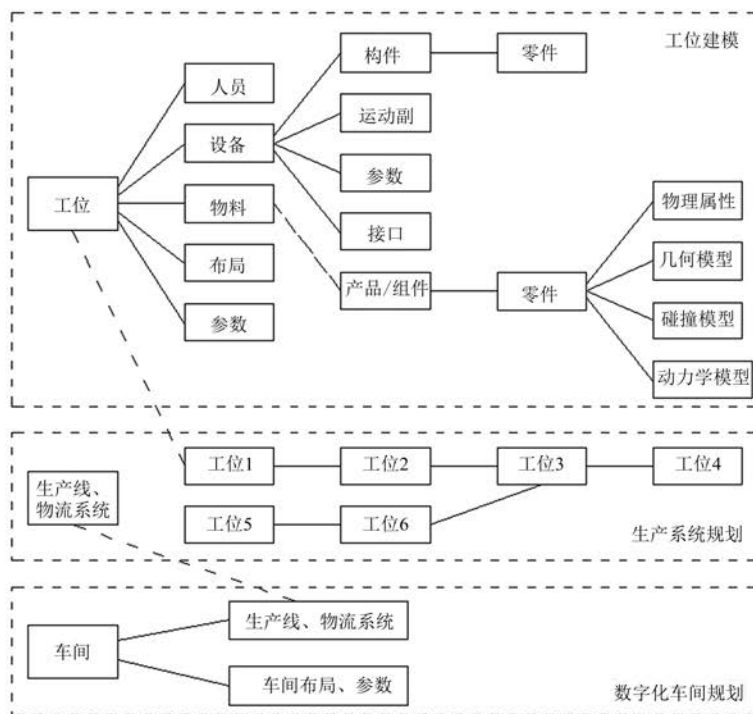 工位建模
构件
零件
人员
运动副
设备
参数
工位
物料
物理属性
接口
布局
几何模型
产品/组件
零件
参数
碰撞模型
动力学模型
工位1
工位2
工位3
工位4
生产线、
物流系统
工位5
工位6
生产系统规划
生产线、物流系统
车间
车间布局、参数
数字化车间规划